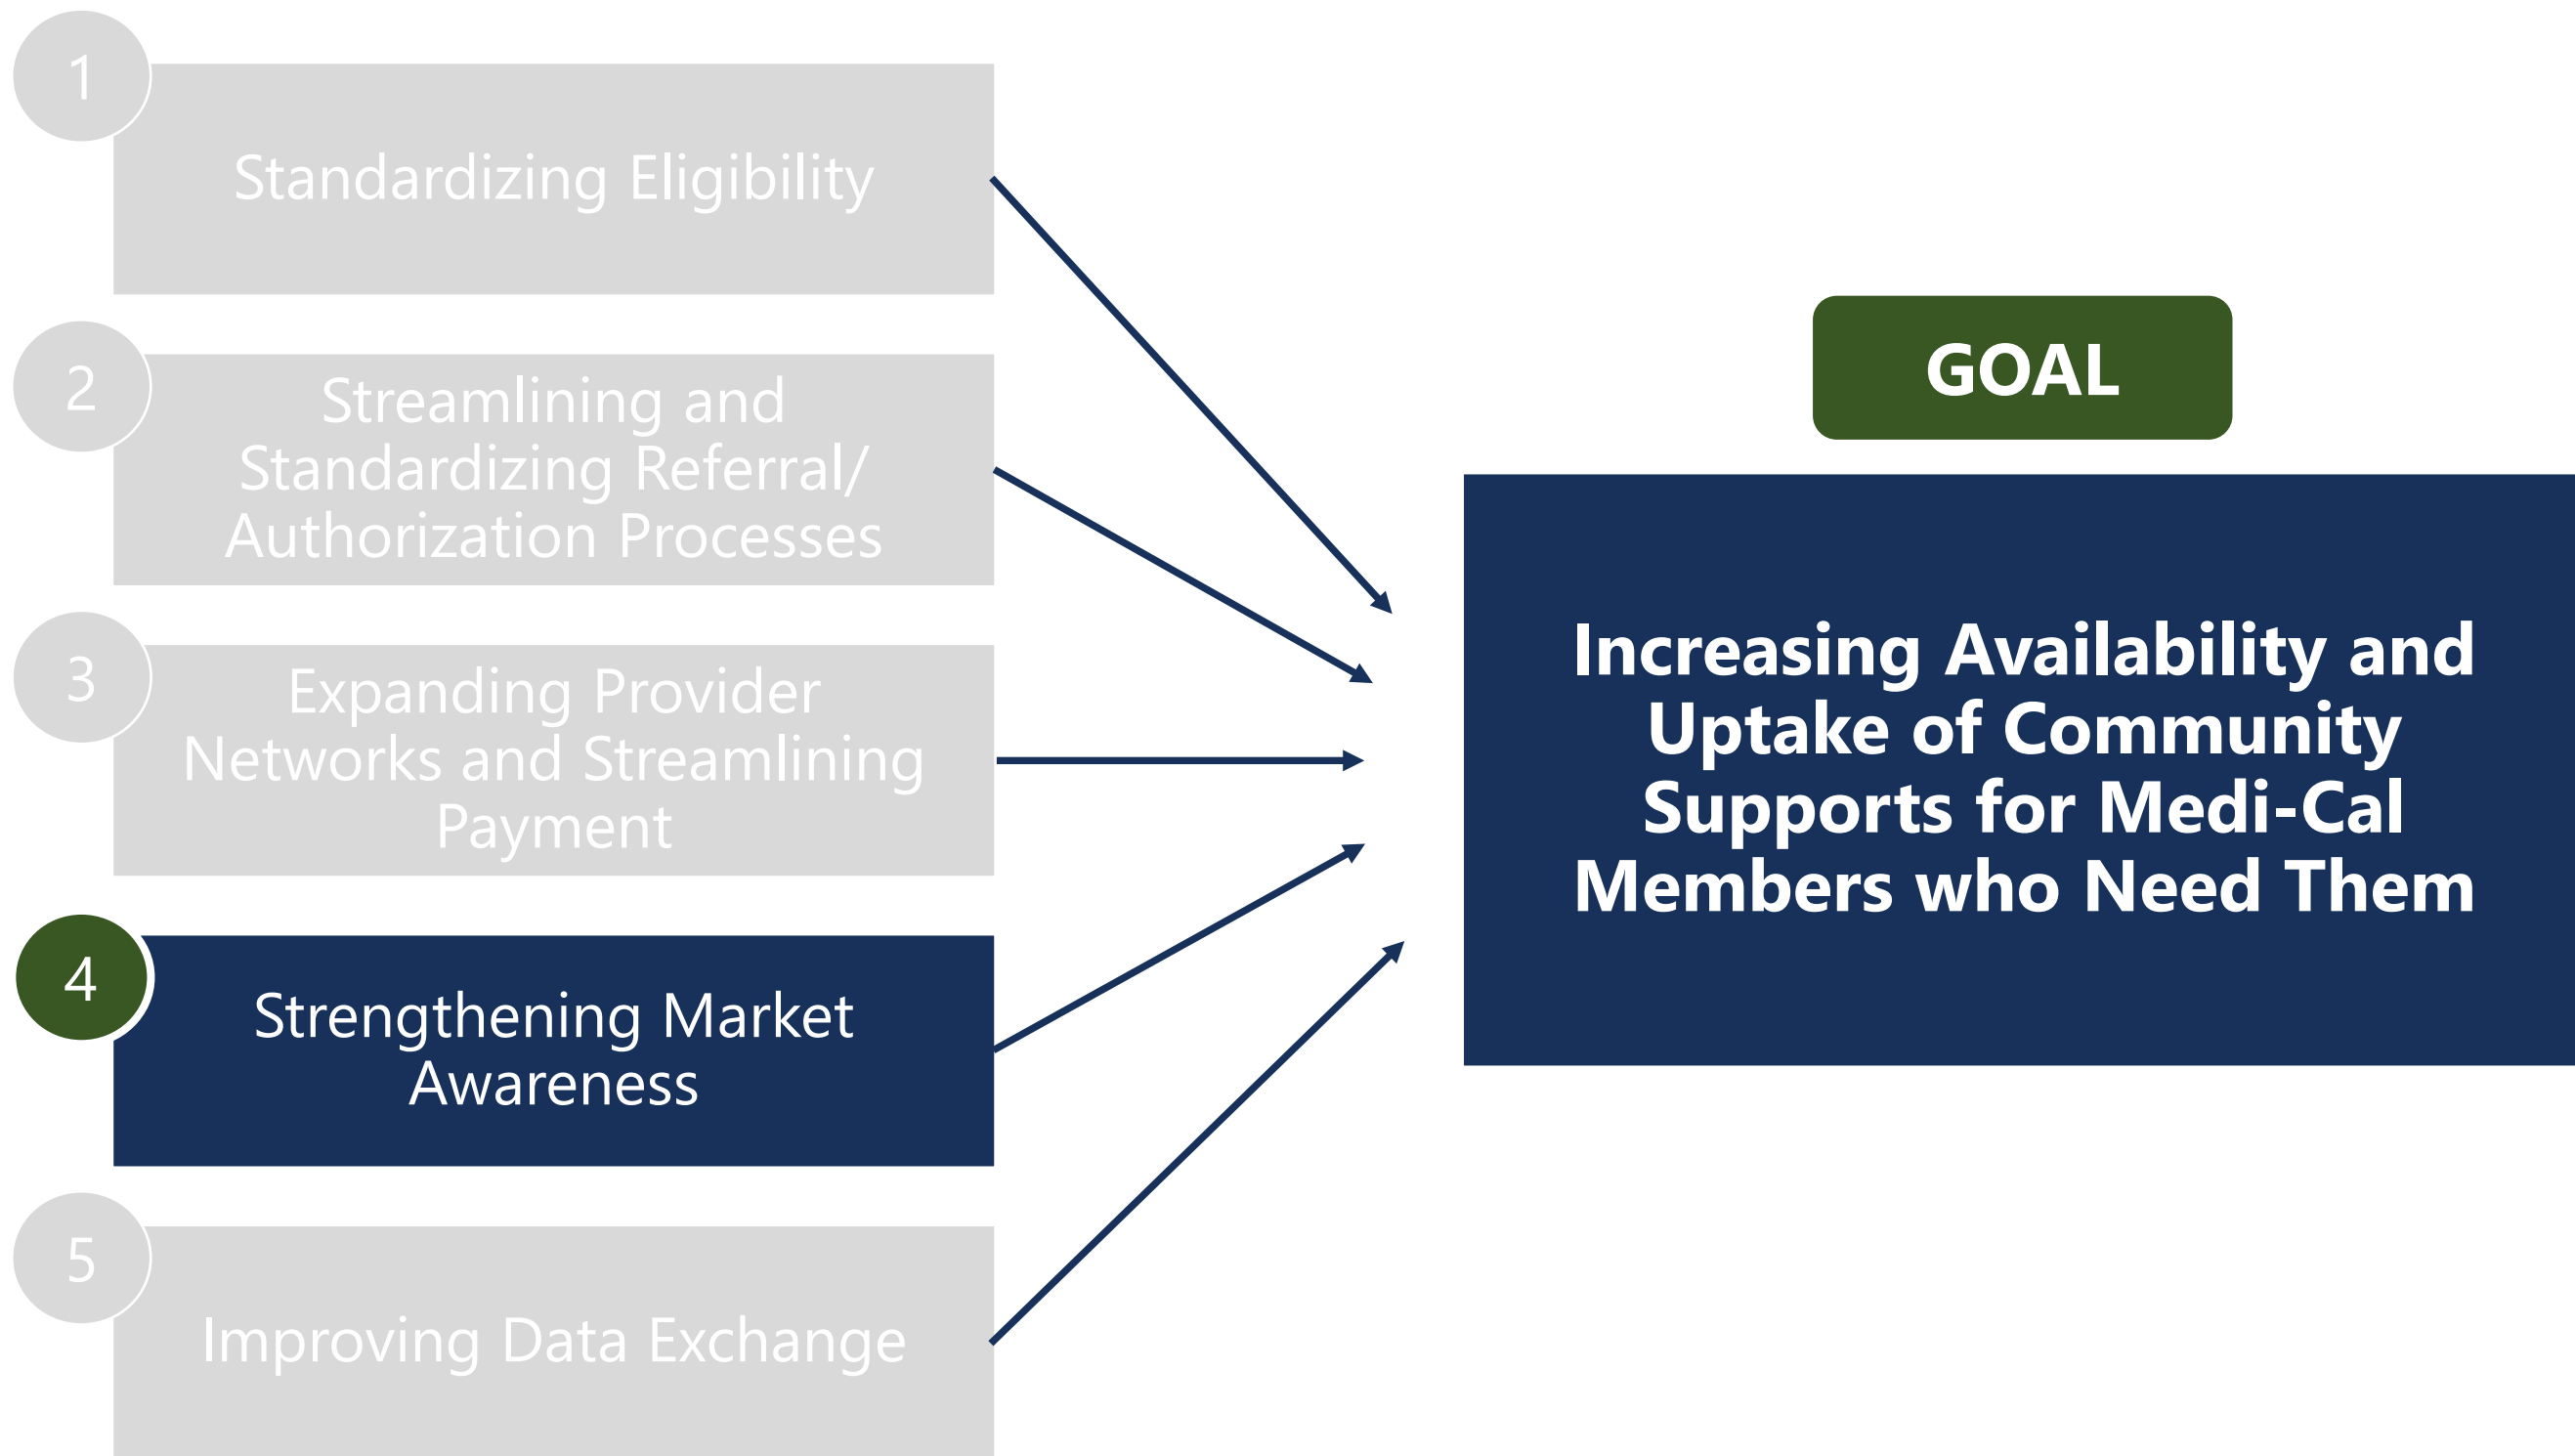 1
Standardizing Eligibility
2
Streamlining and
Standardizing Referral/
Authorization Processes
3
Expanding Provider
Networks and Streamlining
Payment
4
Strengthening Market
Awareness
5
Improving Data Exchange
GOAL
Increasing Availability and
Uptake of Community
Supports for Medi-Cal
Members who Need Them